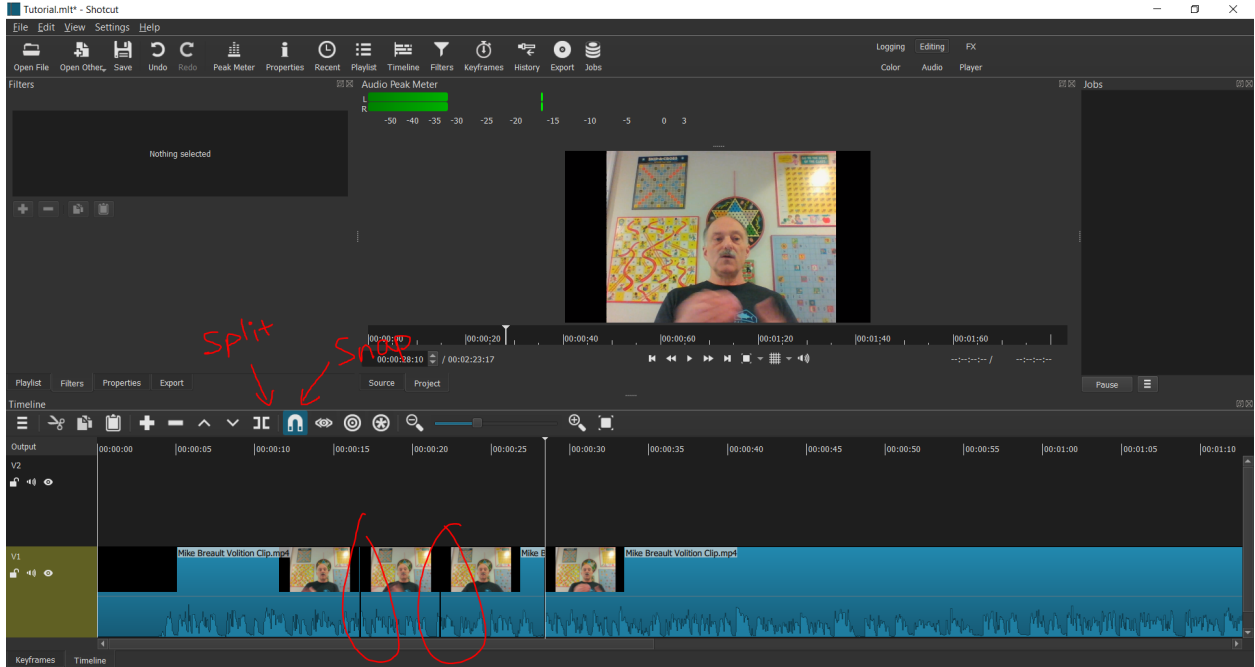 Tutorial.mlt* - Shotcut
File Edit View Settings Help
Open File Open Other... Save Undo Redo Peak Meter Properties Recent Playlist Timeline Filters Keyframes History Export Jobs
Logging Editing FX
Color Audio Player
Filters
Nothing selected
Audio Peak Meter
L
R
-50 -40 -35 -30 -25 -20 -15 -10 -5 0 3
Jobs
00:00:00 00:00:20 00:00:40 00:00:60 00:01:20 00:01:40 00:01:60
00:00:28:10 / 00:02:23:17 --:--:--:-- / --:--:--:--
Split
Snap
Playlist Filters Properties Export
Source Project
Pause
Timeline
Output 00:00:00 00:00:05 00:00:10 00:00:15 00:00:20 00:00:25 00:00:30 00:00:35 00:00:40 00:00:45 00:00:50 00:00:55 00:01:00 00:01:05 00:01:10
V2
V1
Mike Breault Volition Clip.mp4 Mike B Mike Breault Volition Clip.mp4
Keyframes Timeline